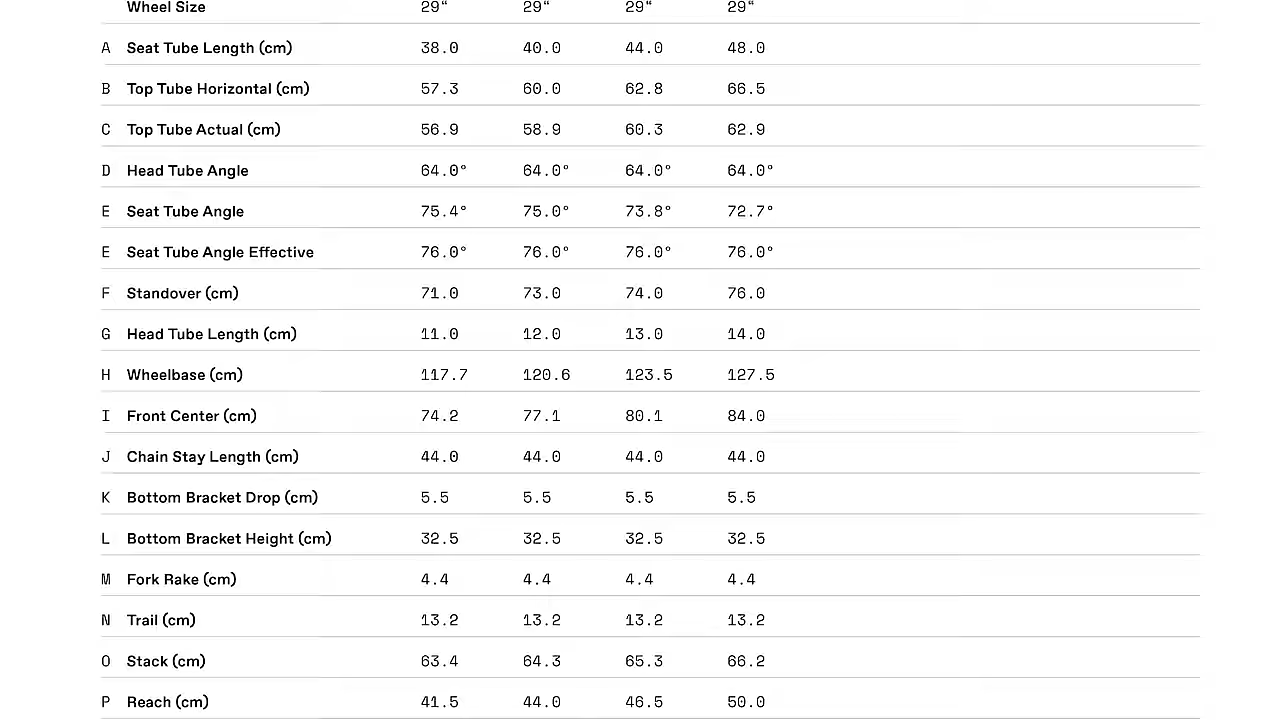 Wheel Size 29“ 29“ 29“ 29“
A Seat Tube Length (cm) 38.0 40.0 44.0 48.0
B Top Tube Horizontal (cm) 57.3 60.0 62.8 66.5
C Top Tube Actual (cm) 56.9 58.9 60.3 62.9
D Head Tube Angle 64.0° 64.0° 64.0° 64.0°
E Seat Tube Angle 75.4° 75.0° 73.8° 72.7°
E Seat Tube Angle Effective 76.0° 76.0° 76.0° 76.0°
F Standover (cm) 71.0 73.0 74.0 76.0
G Head Tube Length (cm) 11.0 12.0 13.0 14.0
H Wheelbase (cm) 117.7 120.6 123.5 127.5
I Front Center (cm) 74.2 77.1 80.1 84.0
J Chain Stay Length (cm) 44.0 44.0 44.0 44.0
K Bottom Bracket Drop (cm) 5.5 5.5 5.5 5.5
L Bottom Bracket Height (cm) 32.5 32.5 32.5 32.5
M Fork Rake (cm) 4.4 4.4 4.4 4.4
N Trail (cm) 13.2 13.2 13.2 13.2
O Stack (cm) 63.4 64.3 65.3 66.2
P Reach (cm) 41.5 44.0 46.5 50.0